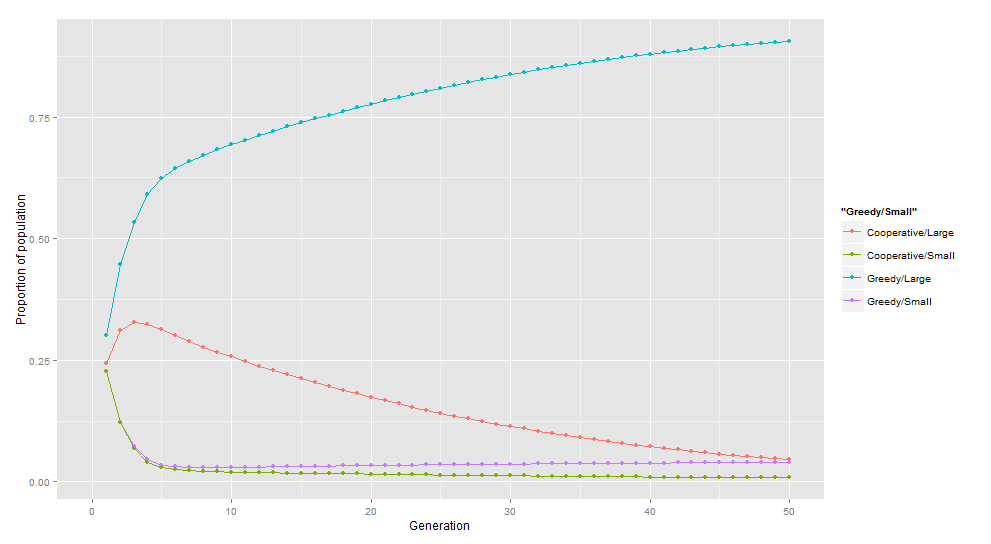 0.75
0.50
0.25
0.00
Proportion of population
0
10
20
30
40
50
Generation
"Greedy/Small"
Cooperative/Large
Cooperative/Small
Greedy/Large
Greedy/Small